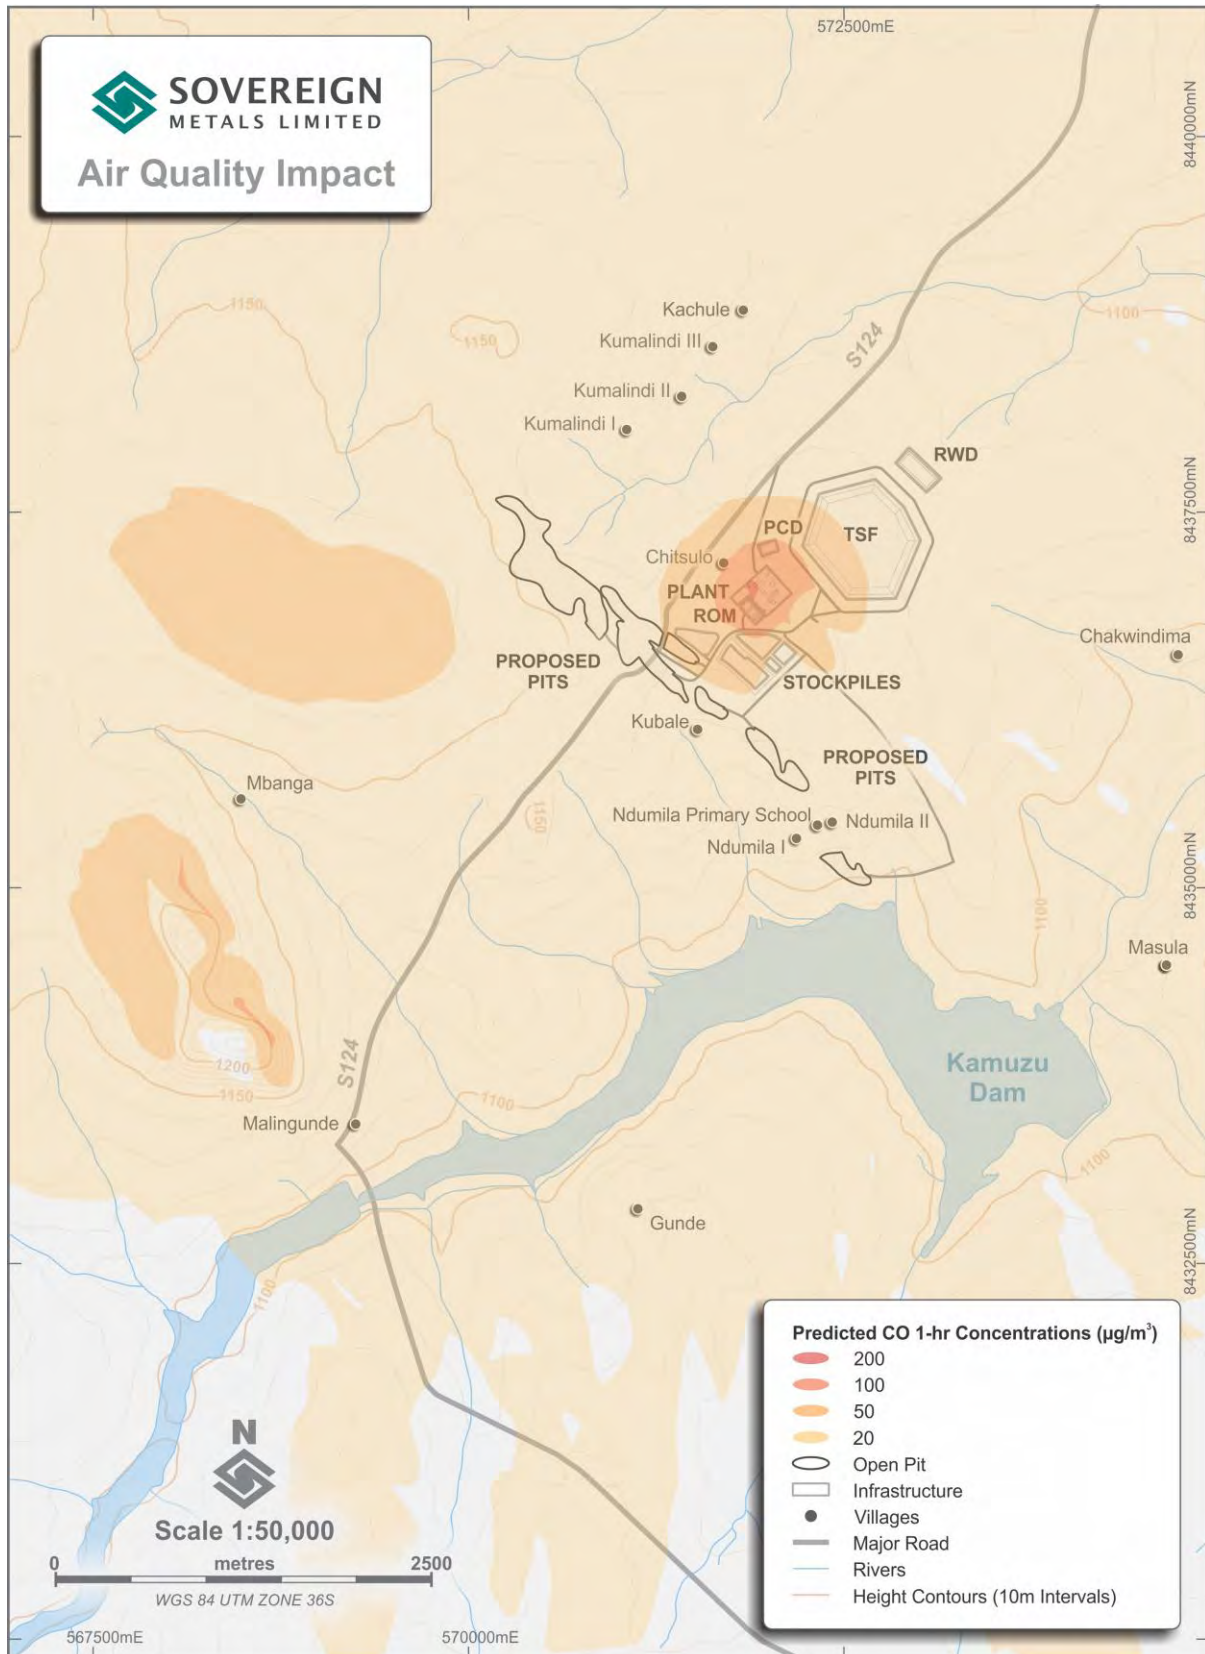 572500mE
SOVEREIGN
METALS LIMITED
Air Quality Impact
8440000mN
1150
1150
1100
Kachule
Kumalindi III
S124
Kumalindi II
Kumalindi I
RWD
8437500mN
PCD
TSF
Chitsulo
PLANT
ROM
Chakwindima
PROPOSED
PITS
STOCKPILES
Kubale
PROPOSED
PITS
Mbanga
1150
Ndumila Primary School
Ndumila II
Ndumila I
8435000mN
1100
Masula
S124
1200
1150
1100
Kamuzu
Dam
Malingunde
1100
Gunde
8432500mN
1100
Predicted CO 1-hr Concentrations (µg/m³)
200
100
50
20
Open Pit
Infrastructure
Villages
Major Road
Rivers
Height Contours (10m Intervals)
N
Scale 1:50,000
0 metres 2500
WGS 84 UTM ZONE 36S
567500mE
570000mE